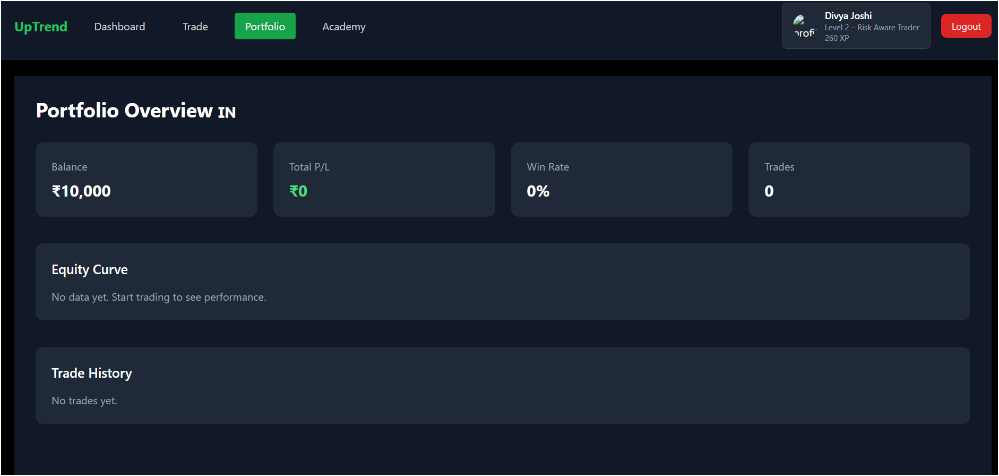 UpTrend Dashboard Trade Portfolio Academy
Divya Joshi
Level 2 – Risk Aware Trader
260 XP
Logout
Portfolio Overview IN
Balance
₹10,000
Total P/L
₹0
Win Rate
0%
Trades
0
Equity Curve
No data yet. Start trading to see performance.
Trade History
No trades yet.